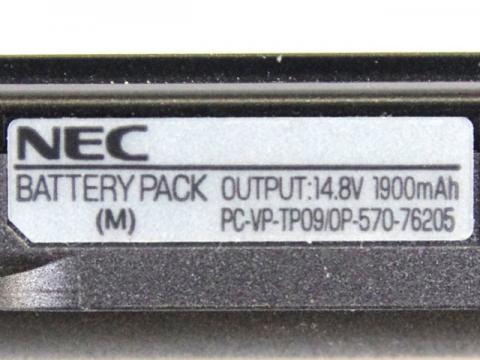 NEC
BATTERY PACK OUTPUT:14.8V 1900mAh
(M) PC-VP-TP09/OP-570-76205